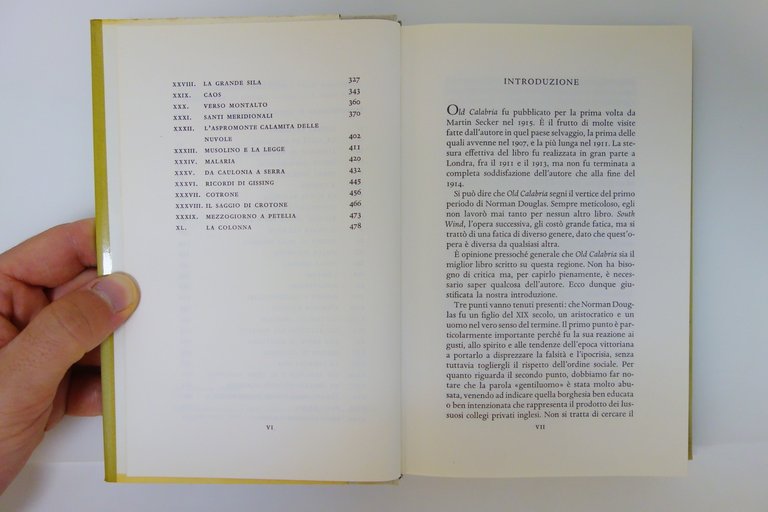 XXVIII. LA GRANDE SILA 327
XXIX. CAOS 343
XXX. VERSO MONTALTO 360
XXXI. SANTI MERIDIONALI 370
XXXII. L'ASPROMONTE CALAMITA DELLE
NUVOLE 402
XXXIII. MUSOLINO E LA LEGGE 411
XXXIV. MALARIA 420
XXXV. DA CAULONIA A SERRA 432
XXXVI. RICORDI DI GISSING 445
XXXVII. COTRONE 456
XXXVIII. IL SAGGIO DI CROTONE 466
XXXIX. MEZZOGIORNO A PETELIA 473
XL. LA COLONNA 478
VI
INTRODUZIONE
Old Calabria fu pubblicato per la prima volta da
Martin Secker nel 1915. È il frutto di molte visite
fatte dall'autore in quel paese selvaggio, la prima delle
quali avvenne nel 1907, e la più lunga nel 1911. La ste-
sura effettiva del libro fu realizzata in gran parte a
Londra, fra il 1911 e il 1913, ma non fu terminata a
completa soddisfazione dell'autore che alla fine del
1914.
Si può dire che Old Calabria segni il vertice del primo
periodo di Norman Douglas. Sempre meticoloso, egli
non lavorò mai tanto per nessun altro libro. South
Wind, l'opera successiva, gli costò grande fatica, ma si
trattò di una fatica di diverso genere, dato che quest'o-
pera è diversa da qualsiasi altra.
È opinione pressoché generale che Old Calabria sia il
miglior libro scritto su questa regione. Non ha biso-
gno di critica ma, per capirlo pienamente, è necessario
saper qualcosa dell'autore. Ecco dunque giu-
stificata la nostra introduzione.
Tre punti vanno tenuti presenti: che Norman Doug-
las fu un figlio del XIX secolo, un aristocratico e un
uomo nel vero senso del termine. Il primo punto è par-
ticolarmente importante perché fu la sua reazione ai
gusti, allo spirito e alle tendenze dell'epoca vittoriana
a portarlo a disprezzare la falsità e l'ipocrisia, senza
tuttavia togliergli il rispetto dell'ordine sociale. Per
quanto riguarda il secondo punto, dobbiamo far no-
tare che la parola «gentiluomo» è stata molto abu-
sata, venendo ad indicare quella borghesia ben educata
o ben intenzionata che rappresenta il prodotto dei lus-
suosi collegi privati inglesi. Non si tratta di cercare il
VII